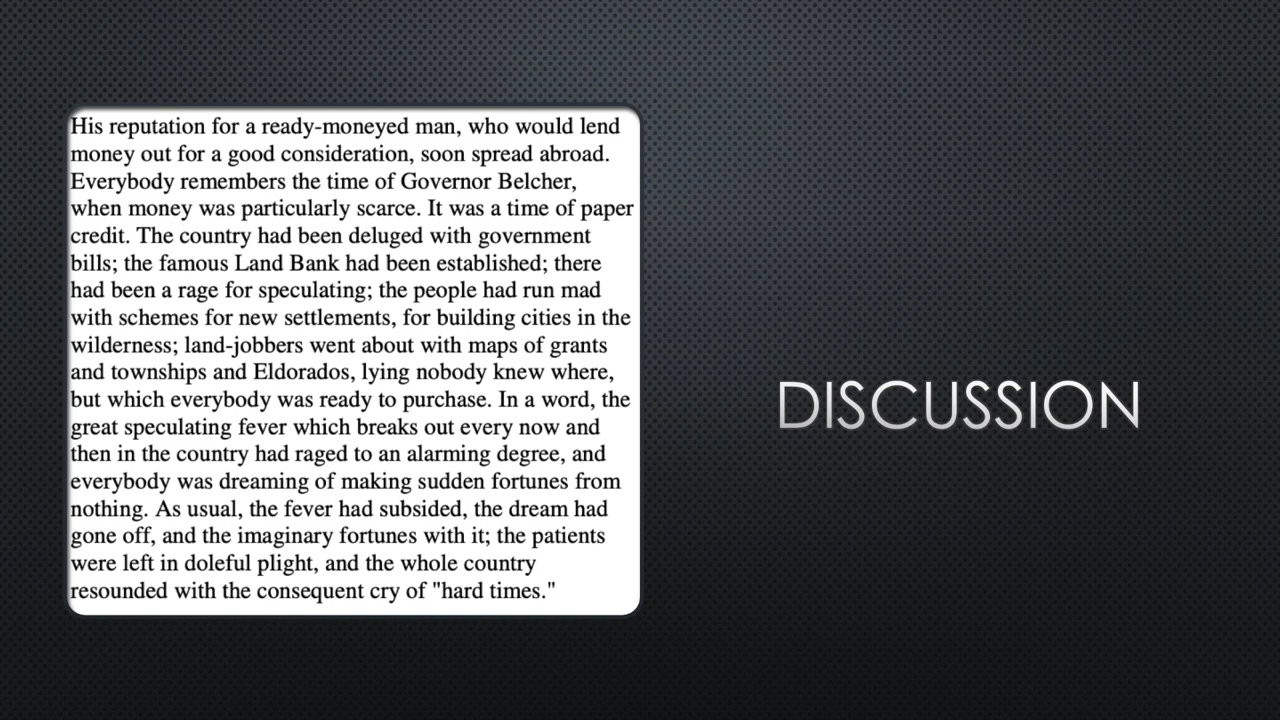 His reputation for a ready-moneyed man, who would lend
money out for a good consideration, soon spread abroad.
Everybody remembers the time of Governor Belcher,
when money was particularly scarce. It was a time of paper
credit. The country had been deluged with government
bills; the famous Land Bank had been established; there
had been a rage for speculating; the people had run mad
with schemes for new settlements, for building cities in the
wilderness; land-jobbers went about with maps of grants
and townships and Eldorados, lying nobody knew where,
but which everybody was ready to purchase. In a word, the
great speculating fever which breaks out every now and
then in the country had raged to an alarming degree, and
everybody was dreaming of making sudden fortunes from
nothing. As usual, the fever had subsided, the dream had
gone off, and the imaginary fortunes with it; the patients
were left in doleful plight, and the whole country
resounded with the consequent cry of "hard times."
DISCUSSION